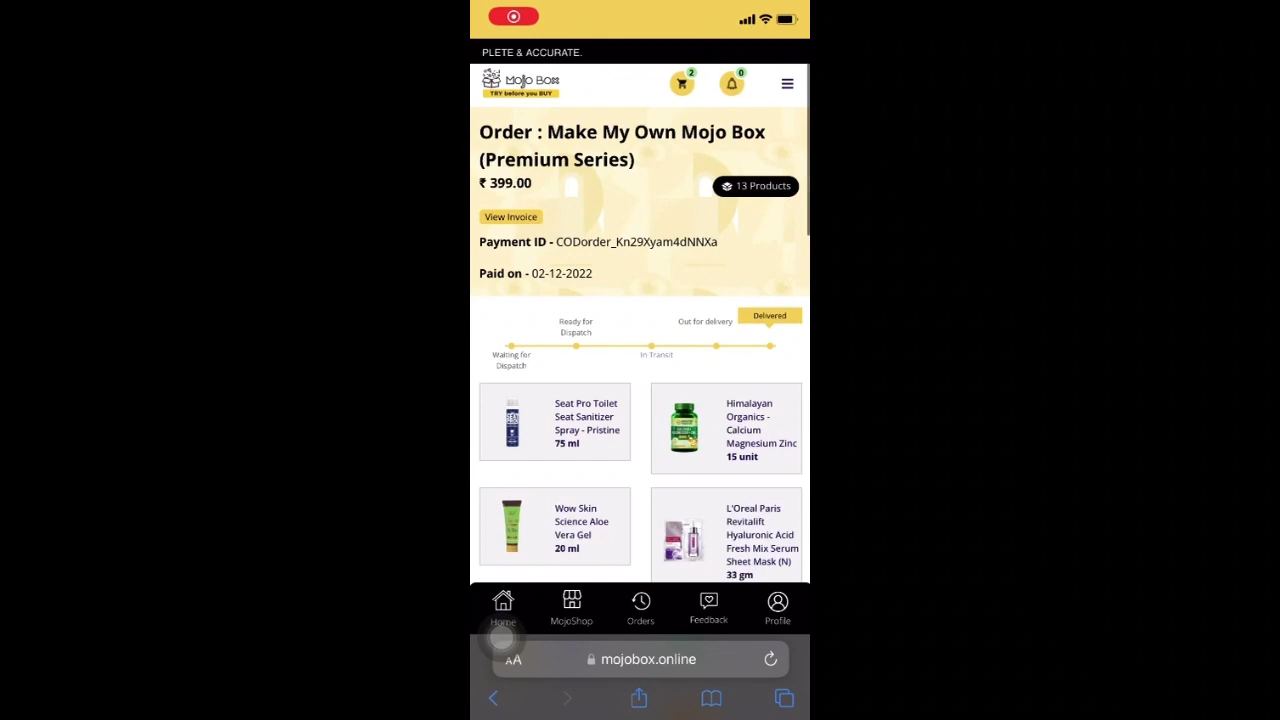 PLETE & ACCURATE.
MoJo Box
TRY before you BUY
2
0
Order : Make My Own Mojo Box
(Premium Series)
₹ 399.00
13 Products
View Invoice
Payment ID - CODorder_Kn29Xyam4dNNXa
Paid on - 02-12-2022
Delivered
Ready for
Dispatch
Out for delivery
Waiting for
Dispatch
In Transit
Seat Pro Toilet
Seat Sanitizer
Spray - Pristine
75 ml
Himalayan
Organics -
Calcium
Magnesium Zinc
15 unit
Wow Skin
Science Aloe
Vera Gel
20 ml
L'Oreal Paris
Revitalift
Hyaluronic Acid
Fresh Mix Serum
Sheet Mask (N)
33 gm
Home
MojoShop
Orders
Feedback
Profile
AA
mojobox.online